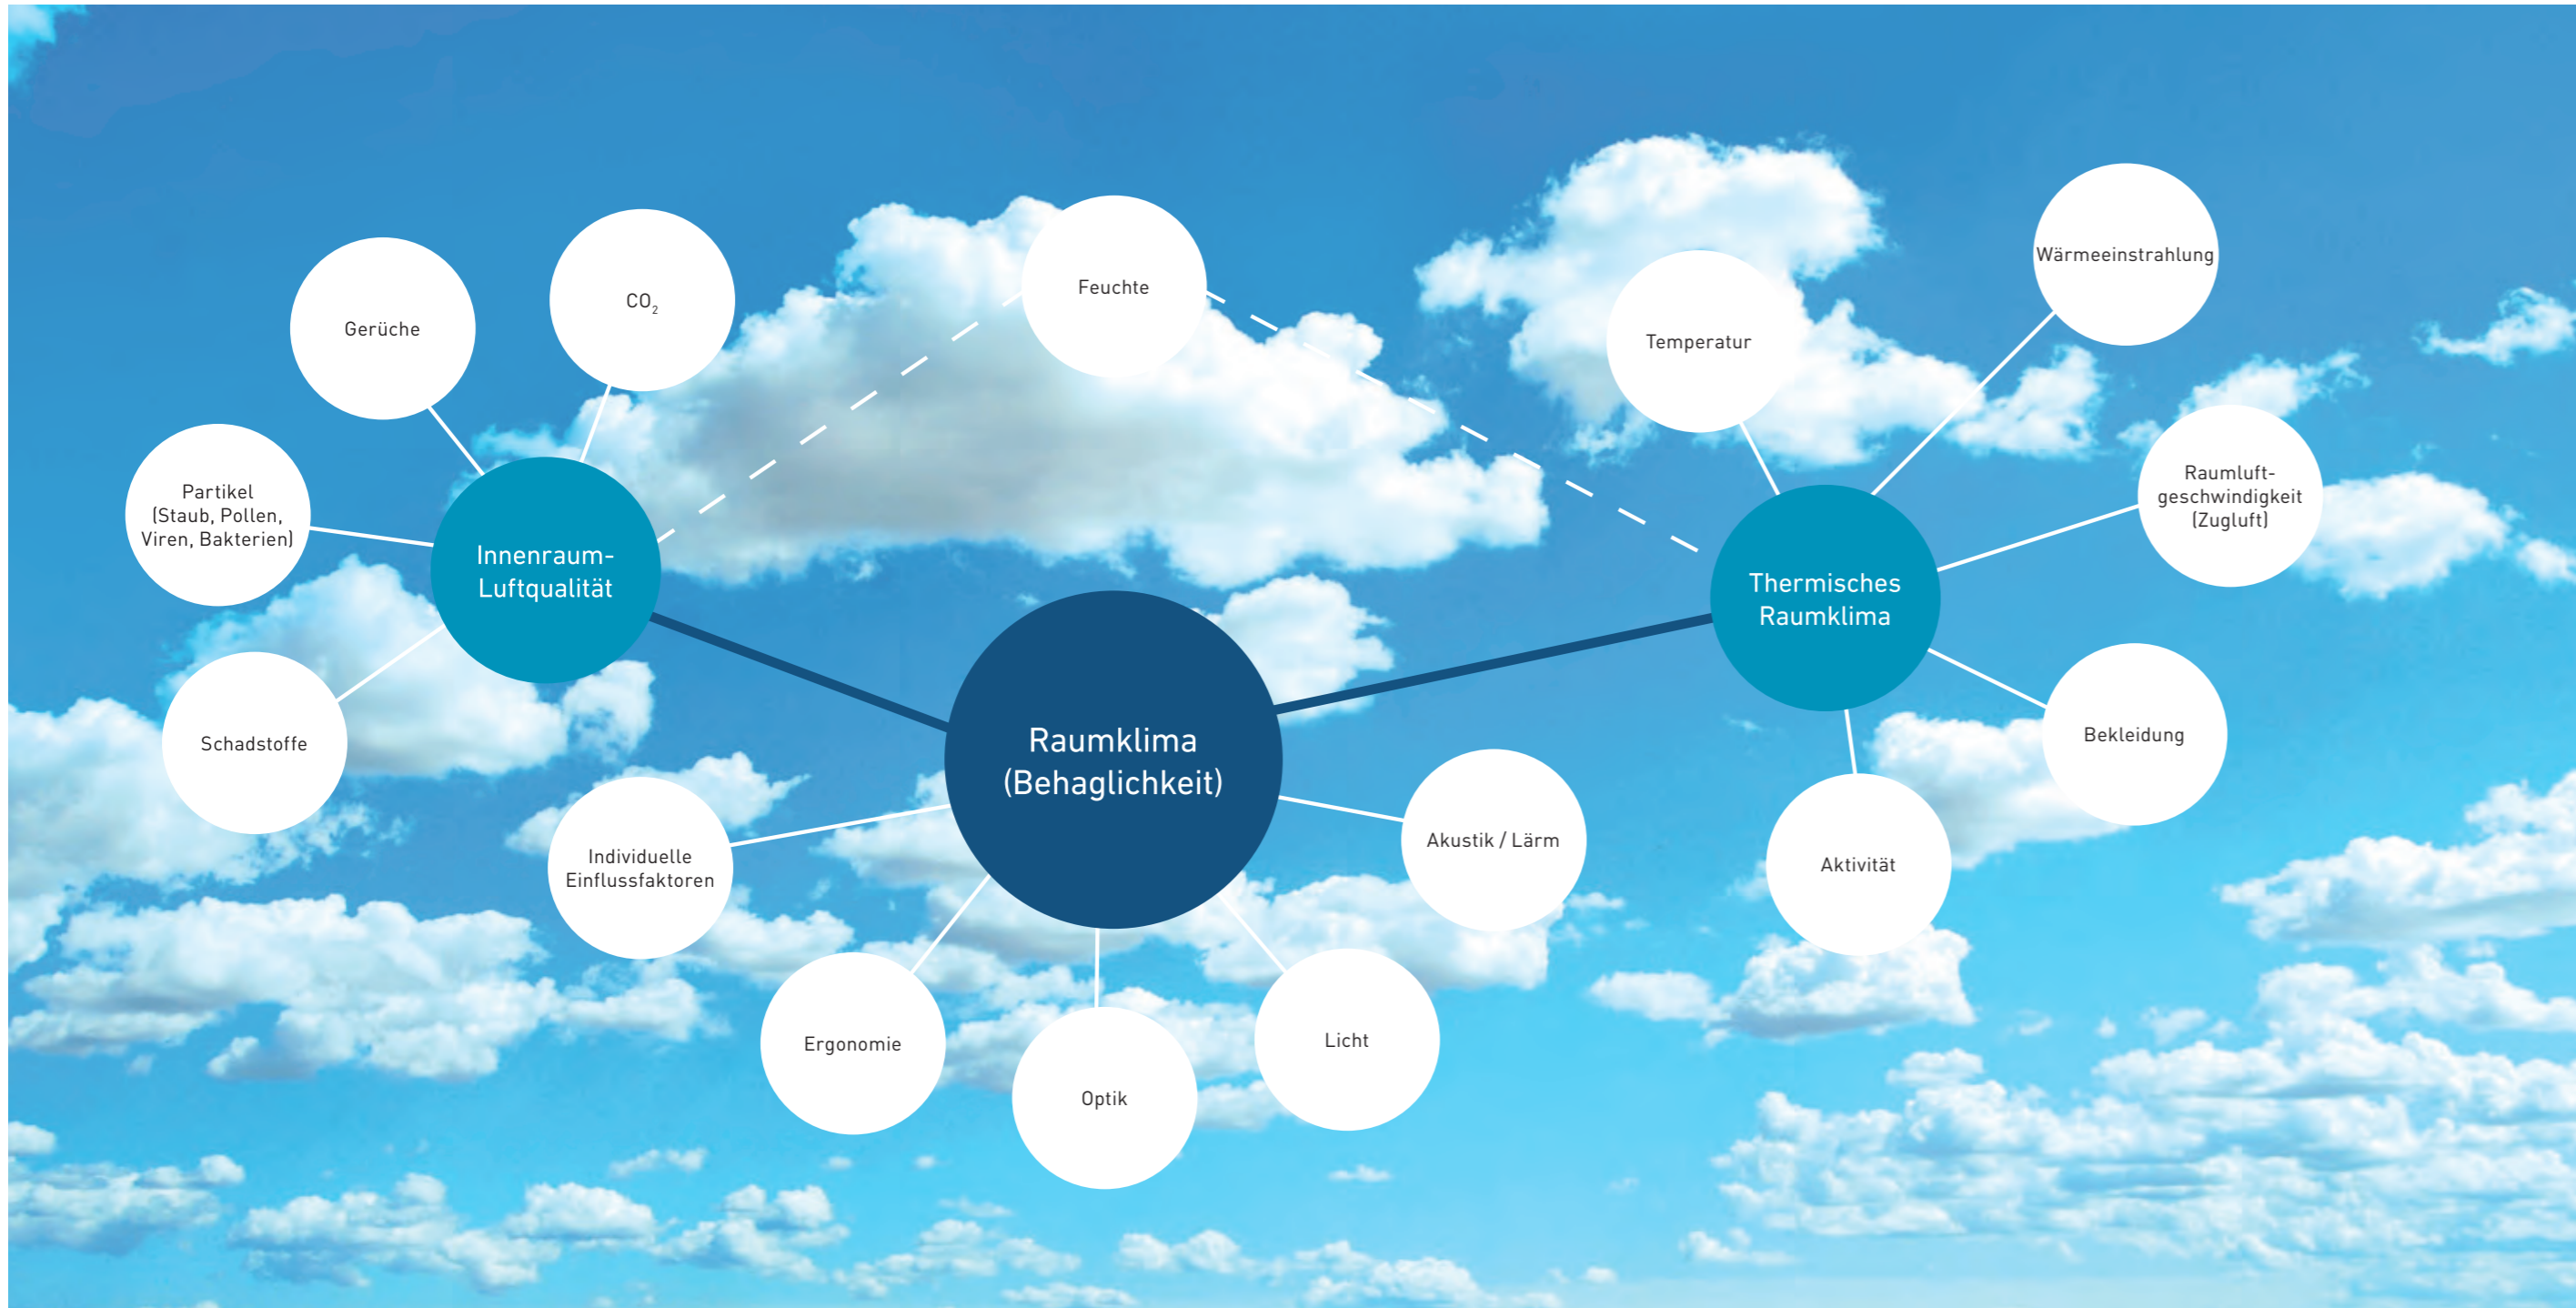 Wärmeeinstrahlung
Feuchte
CO₂
Gerüche
Temperatur
Partikel
(Staub, Pollen,
Viren, Bakterien)
Raumluft-
geschwindigkeit
(Zugluft)
Innenraum-
Luftqualität
Thermisches
Raumklima
Schadstoffe
Raumklima
(Behaglichkeit)
Bekleidung
Individuelle
Einflussfaktoren
Akustik / Lärm
Aktivität
Ergonomie
Licht
Optik